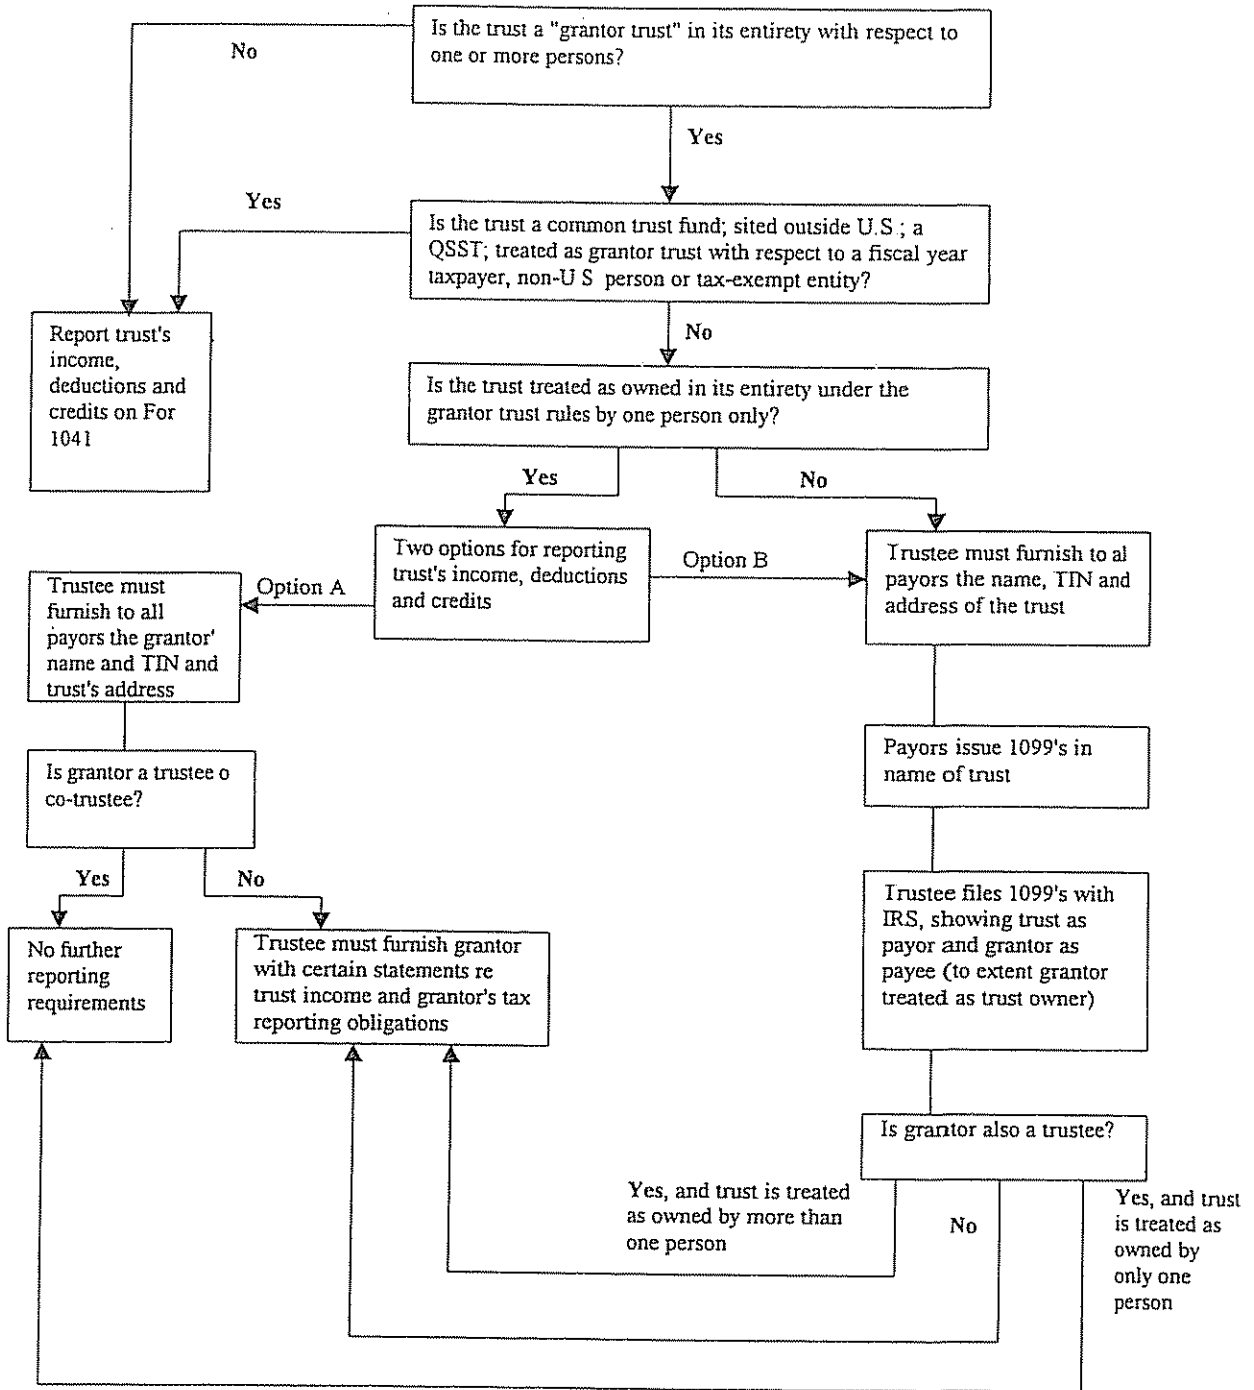 Is the trust a "grantor trust" in its entirety with respect to
one or more persons?
No
Yes
Yes
Is the trust a common trust fund; sited outside U.S.; a
QSST; treated as grantor trust with respect to a fiscal year
taxpayer, non-U S person or tax-exempt entity?
No
Report trust's
income,
deductions and
credits on For
1041
Is the trust treated as owned in its entirety under the
grantor trust rules by one person only?
Yes
No
Two options for reporting
trust's income, deductions
and credits
Option A
Option B
Trustee must
furnish to all
payors the grantor'
name and TIN and
trust's address
Trustee must furnish to al
payors the name, TIN and
address of the trust
Is grantor a trustee o
co-trustee?
Payors issue 1099's in
name of trust
Yes
No
Trustee files 1099's with
IRS, showing trust as
payor and grantor as
payee (to extent grantor
treated as trust owner)
No further
reporting
requirements
Trustee must furnish grantor
with certain statements re
trust income and grantor's tax
reporting obligations
Is grantor also a trustee?
Yes, and trust is treated
as owned by more than
one person
No
Yes, and trust
is treated as
owned by
only one
person